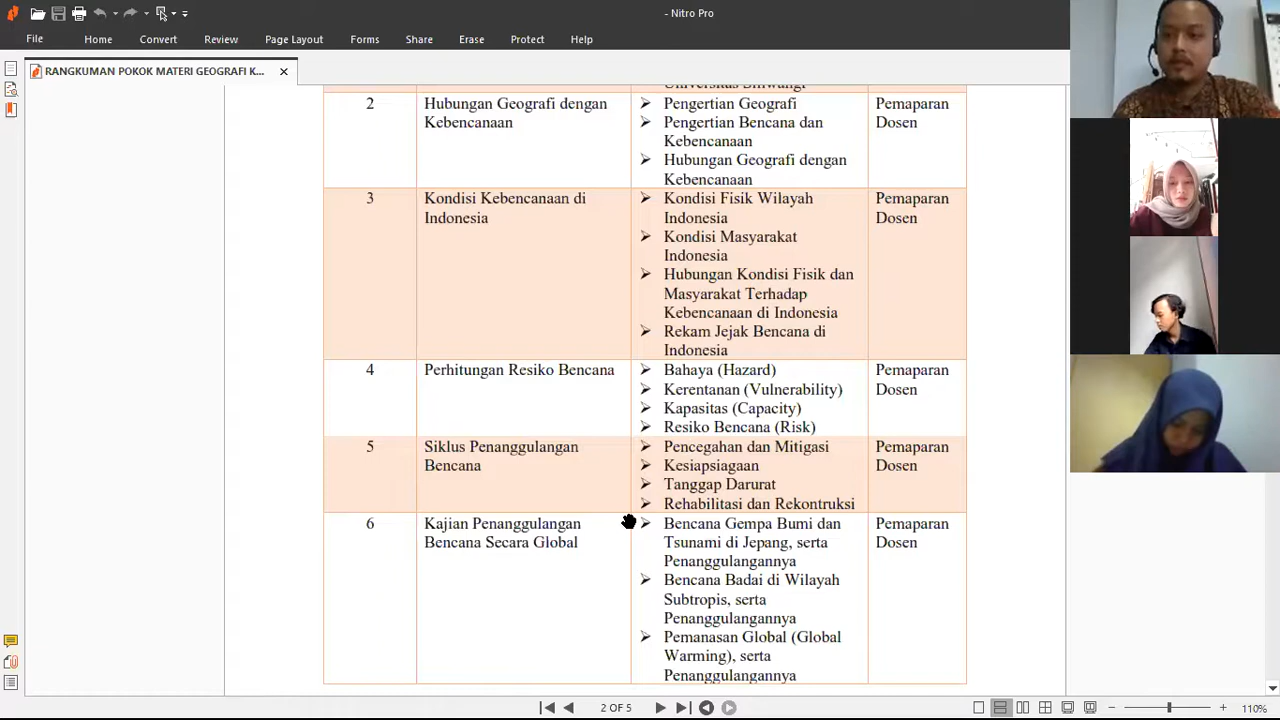 - Nitro Pro
File Home Convert Review Page Layout Forms Share Erase Protect Help
RANGKUMAN POKOK MATERI GEOGRAFI K...
Universitas Siliwangi
2 Hubungan Geografi dengan ➢ Pengertian Geografi Pemaparan
Kebencanaan ➢ Pengertian Bencana dan Dosen
Kebencanaan
➢ Hubungan Geografi dengan
Kebencanaan
3 Kondisi Kebencanaan di ➢ Kondisi Fisik Wilayah Pemaparan
Indonesia Indonesia Dosen
➢ Kondisi Masyarakat
Indonesia
➢ Hubungan Kondisi Fisik dan
Masyarakat Terhadap
Kebencanaan di Indonesia
➢ Rekam Jejak Bencana di
Indonesia
4 Perhitungan Resiko Bencana ➢ Bahaya (Hazard) Pemaparan
➢ Kerentanan (Vulnerability) Dosen
➢ Kapasitas (Capacity)
➢ Resiko Bencana (Risk)
5 Siklus Penanggulangan ➢ Pencegahan dan Mitigasi Pemaparan
Bencana ➢ Kesiapsiagaan Dosen
➢ Tanggap Darurat
➢ Rehabilitasi dan Rekontruksi
6 Kajian Penanggulangan ➢ Bencana Gempa Bumi dan Pemaparan
Bencana Secara Global Tsunami di Jepang, serta Dosen
Penanggulangannya
➢ Bencana Badai di Wilayah
Subtropis, serta
Penanggulangannya
➢ Pemanasan Global (Global
Warming), serta
Penanggulangannya
2 OF 5 110%